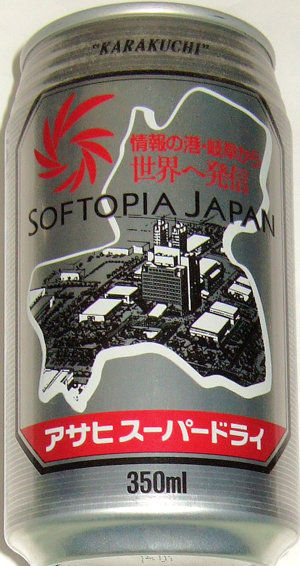 "KARAKUCHI"
情報の港・岐阜から
世界へ発信
SOFTOPIA JAPAN
アサヒスーパードライ
350ml